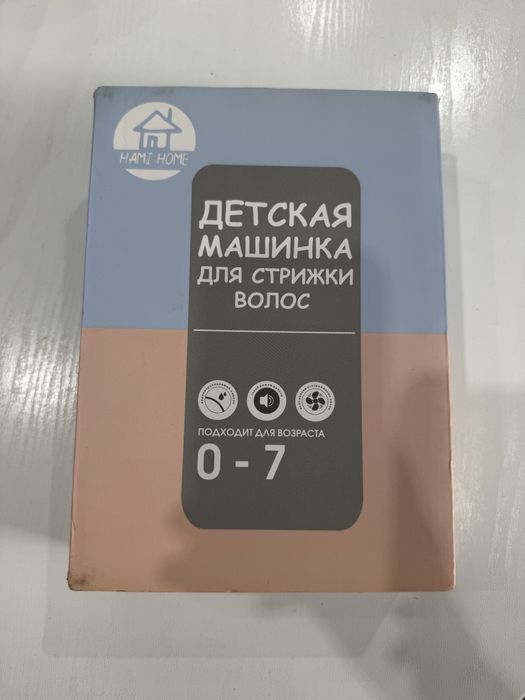 HAMI HOME
ДЕТСКАЯ
МАШИНКА
ДЛЯ СТРИЖКИ
ВОЛОС
ПОДХОДИТ ДЛЯ ВОЗРАСТА
0 - 7